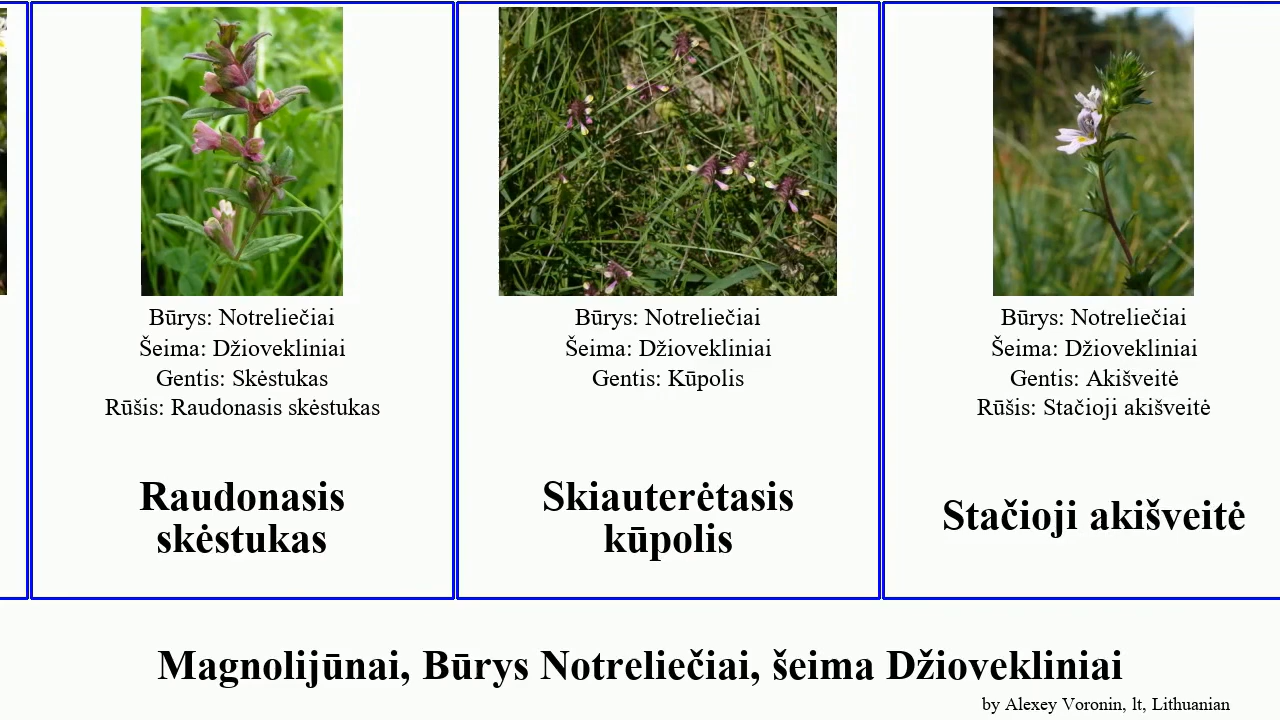 Būrys: Notreliečiai
Šeima: Džiovekliniai
Gentis: Skėstukas
Rūšis: Raudonasis skėstukas
Raudonasis
skėstukas
Būrys: Notreliečiai
Šeima: Džiovekliniai
Gentis: Kūpolis
Skiauterėtasis
kūpolis
Būrys: Notreliečiai
Šeima: Džiovekliniai
Gentis: Akišveitė
Rūšis: Stačioji akišveitė
Stačioji akišveitė
Magnolijūnai, Būrys Notreliečiai, šeima Džiovekliniai
by Alexey Voronin, lt, Lithuanian